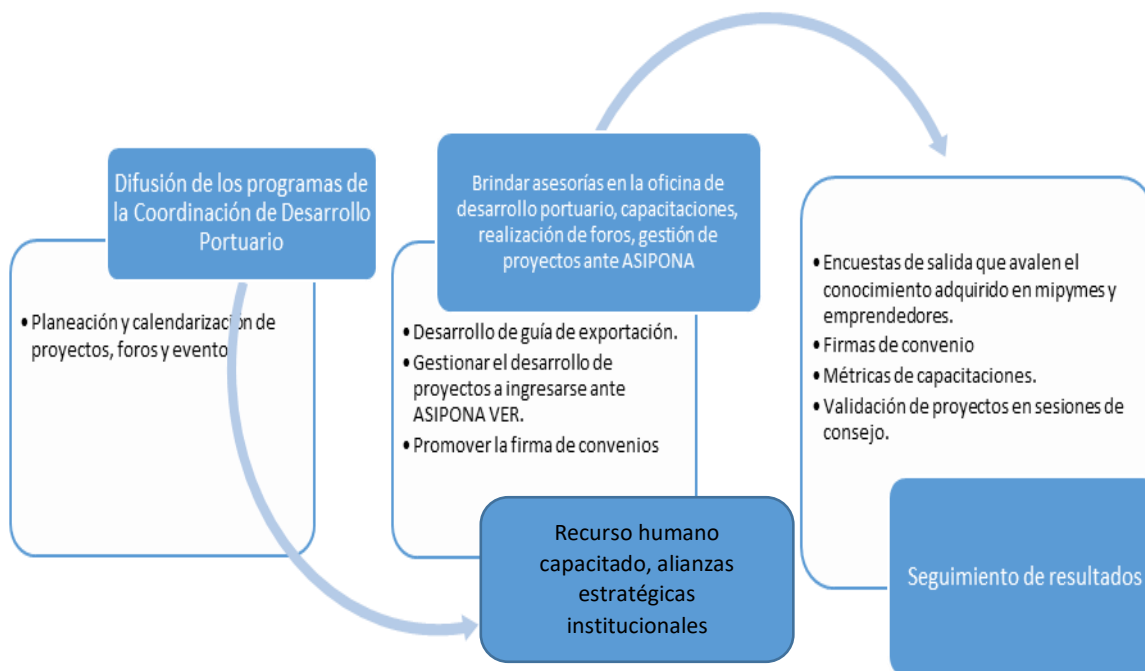 Difusión de los programas de
la Coordinación de Desarrollo
Portuario
• Planeación y calendarización de
proyectos, foros y evento
Brindar asesorías en la oficina de
desarrollo portuario, capacitaciones,
realización de foros, gestión de
proyectos ante ASIPONA
• Desarrollo de guía de exportación.
• Gestionar el desarrollo de
proyectos a ingresarse ante
ASIPONA VER.
• Promover la firma de convenios
Recurso humano
capacitado, alianzas
estratégicas
institucionales
• Encuestas de salida que avalen el
conocimiento adquirido en mipymes y
emprendedores.
• Firmas de convenio
• Métricas de capacitaciones.
• Validación de proyectos en sesiones de
consejo.
Seguimiento de resultados